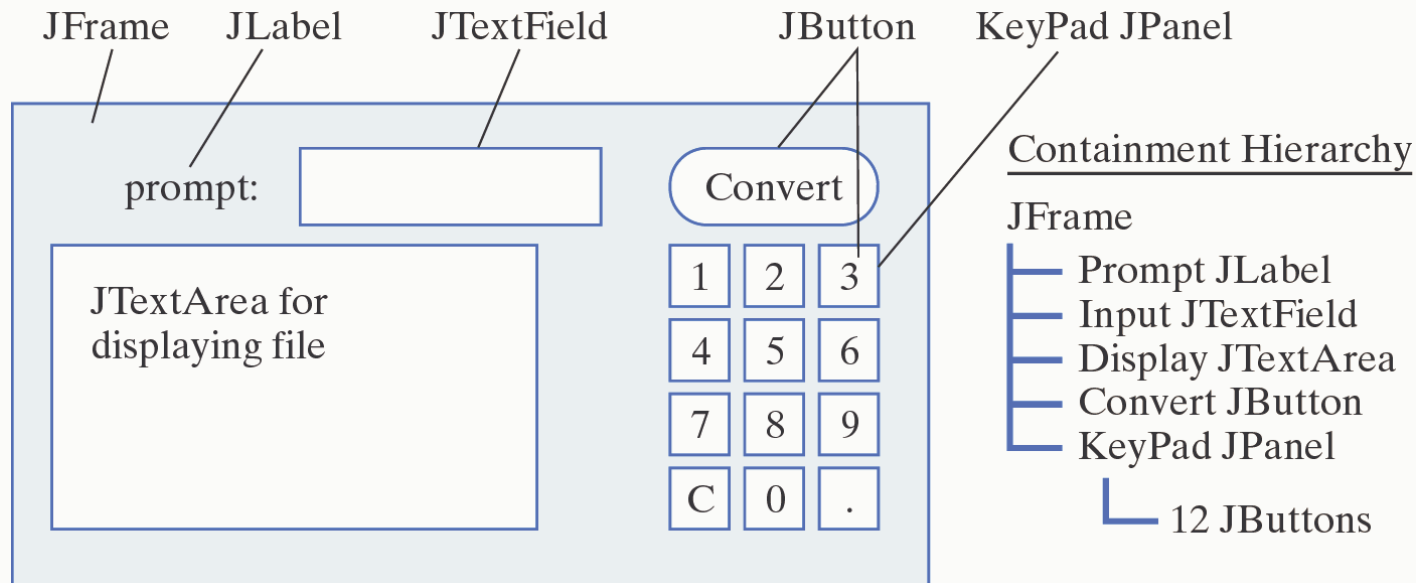 JFrame JLabel JTextField JButton KeyPad JPanel
prompt:
Convert
JTextArea for
displaying file
1 2 3
4 5 6
7 8 9
C 0 .
Containment Hierarchy
JFrame
Prompt JLabel
Input JTextField
Display JTextArea
Convert JButton
KeyPad JPanel
12 JButtons